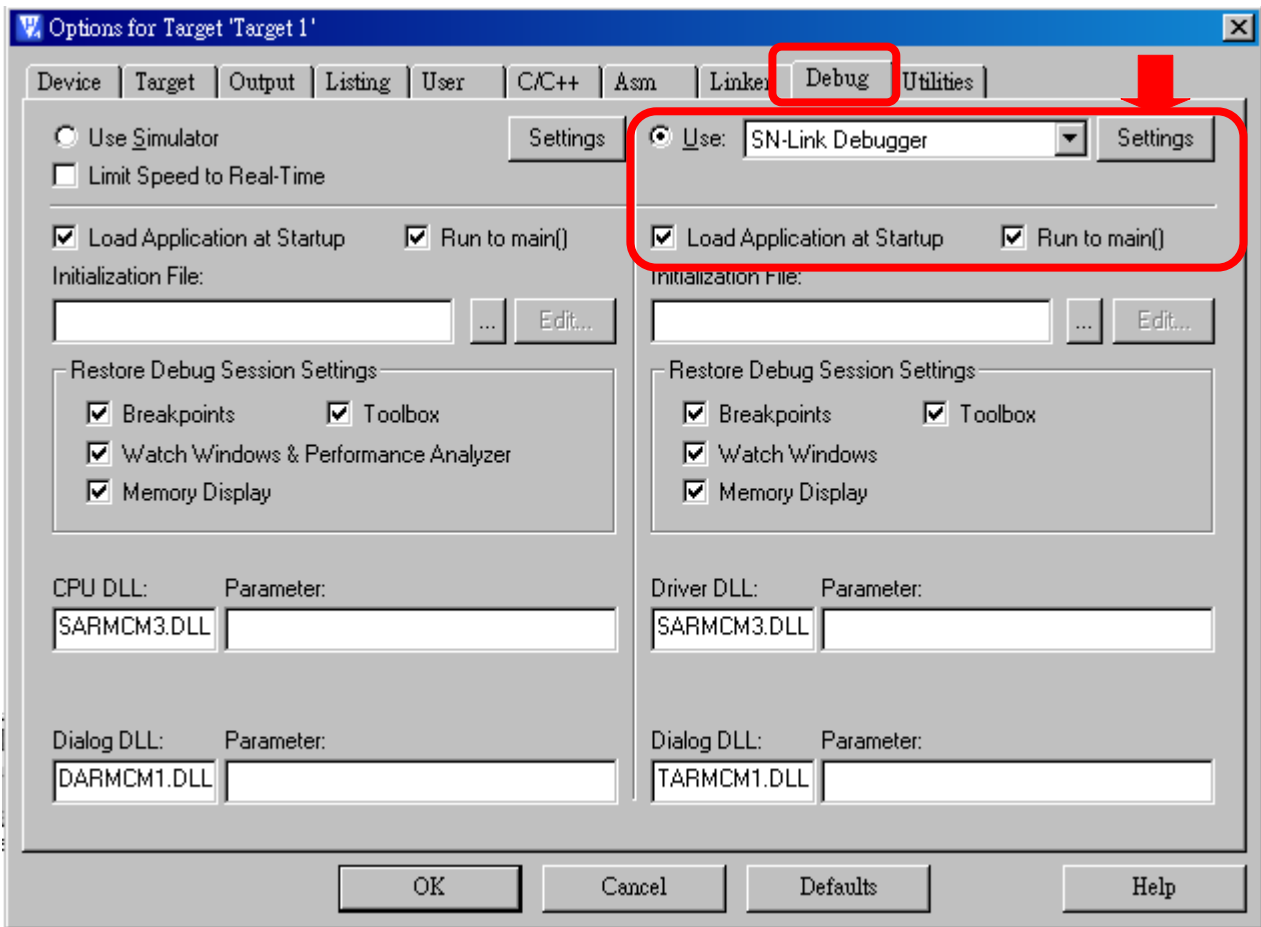 Options for Target 'Target 1'
Device Target Output Listing User C/C++ Asm Linker Debug Utilities
Use Simulator Settings Use: SN-Link Debugger Settings
Limit Speed to Real-Time
Load Application at Startup Run to main() Load Application at Startup Run to main()
Initialization File: Initialization File:
... Edit... ... Edit...
Restore Debug Session Settings Restore Debug Session Settings
Breakpoints Toolbox Breakpoints Toolbox
Watch Windows & Performance Analyzer Watch Windows
Memory Display Memory Display
CPU DLL: Parameter: Driver DLL: Parameter:
SARMCM3.DLL SARMCM3.DLL
Dialog DLL: Parameter: Dialog DLL: Parameter:
DARMCM1.DLL TARMCM1.DLL
OK Cancel Defaults Help